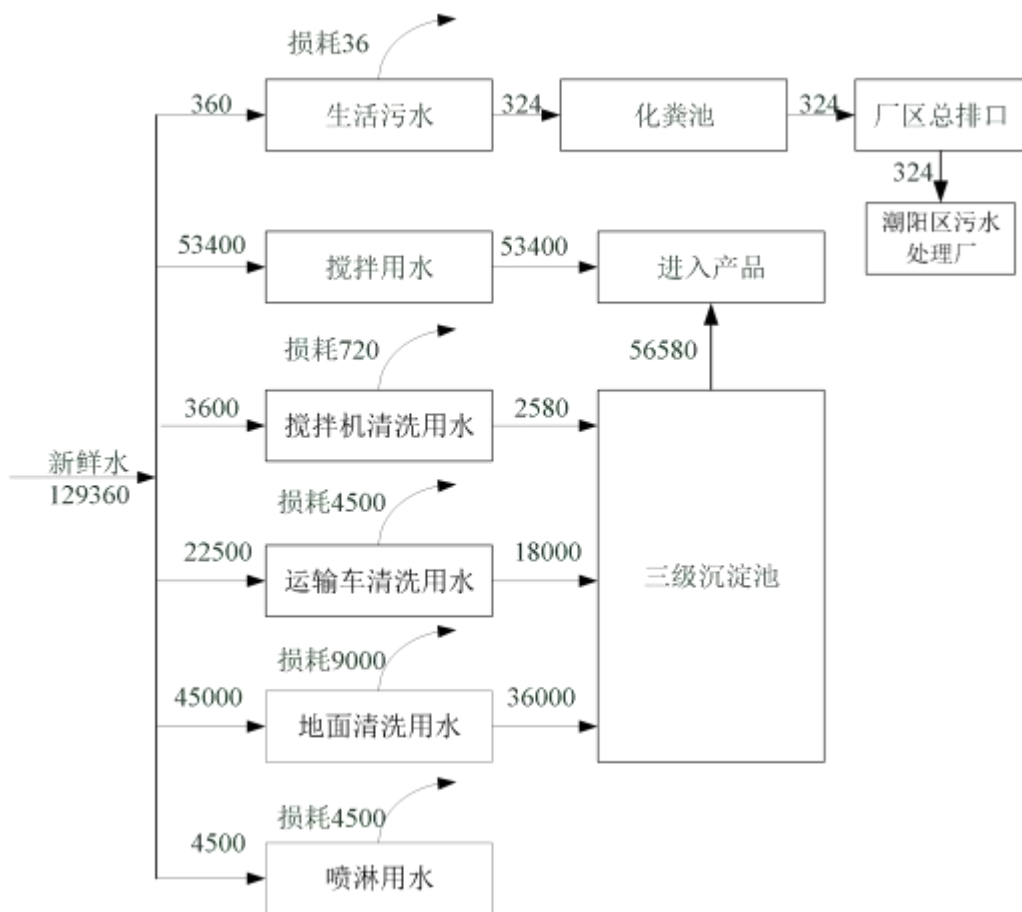 损耗36
360
生活污水
324
化粪池
324
厂区总排口
324
潮阳区污水
处理厂
53400
搅拌用水
53400
进入产品
损耗720
56580
3600
搅拌机清洗用水
2580
新鲜水
129360
损耗4500
22500
运输车清洗用水
18000
三级沉淀池
损耗9000
45000
地面清洗用水
36000
损耗4500
4500
喷淋用水